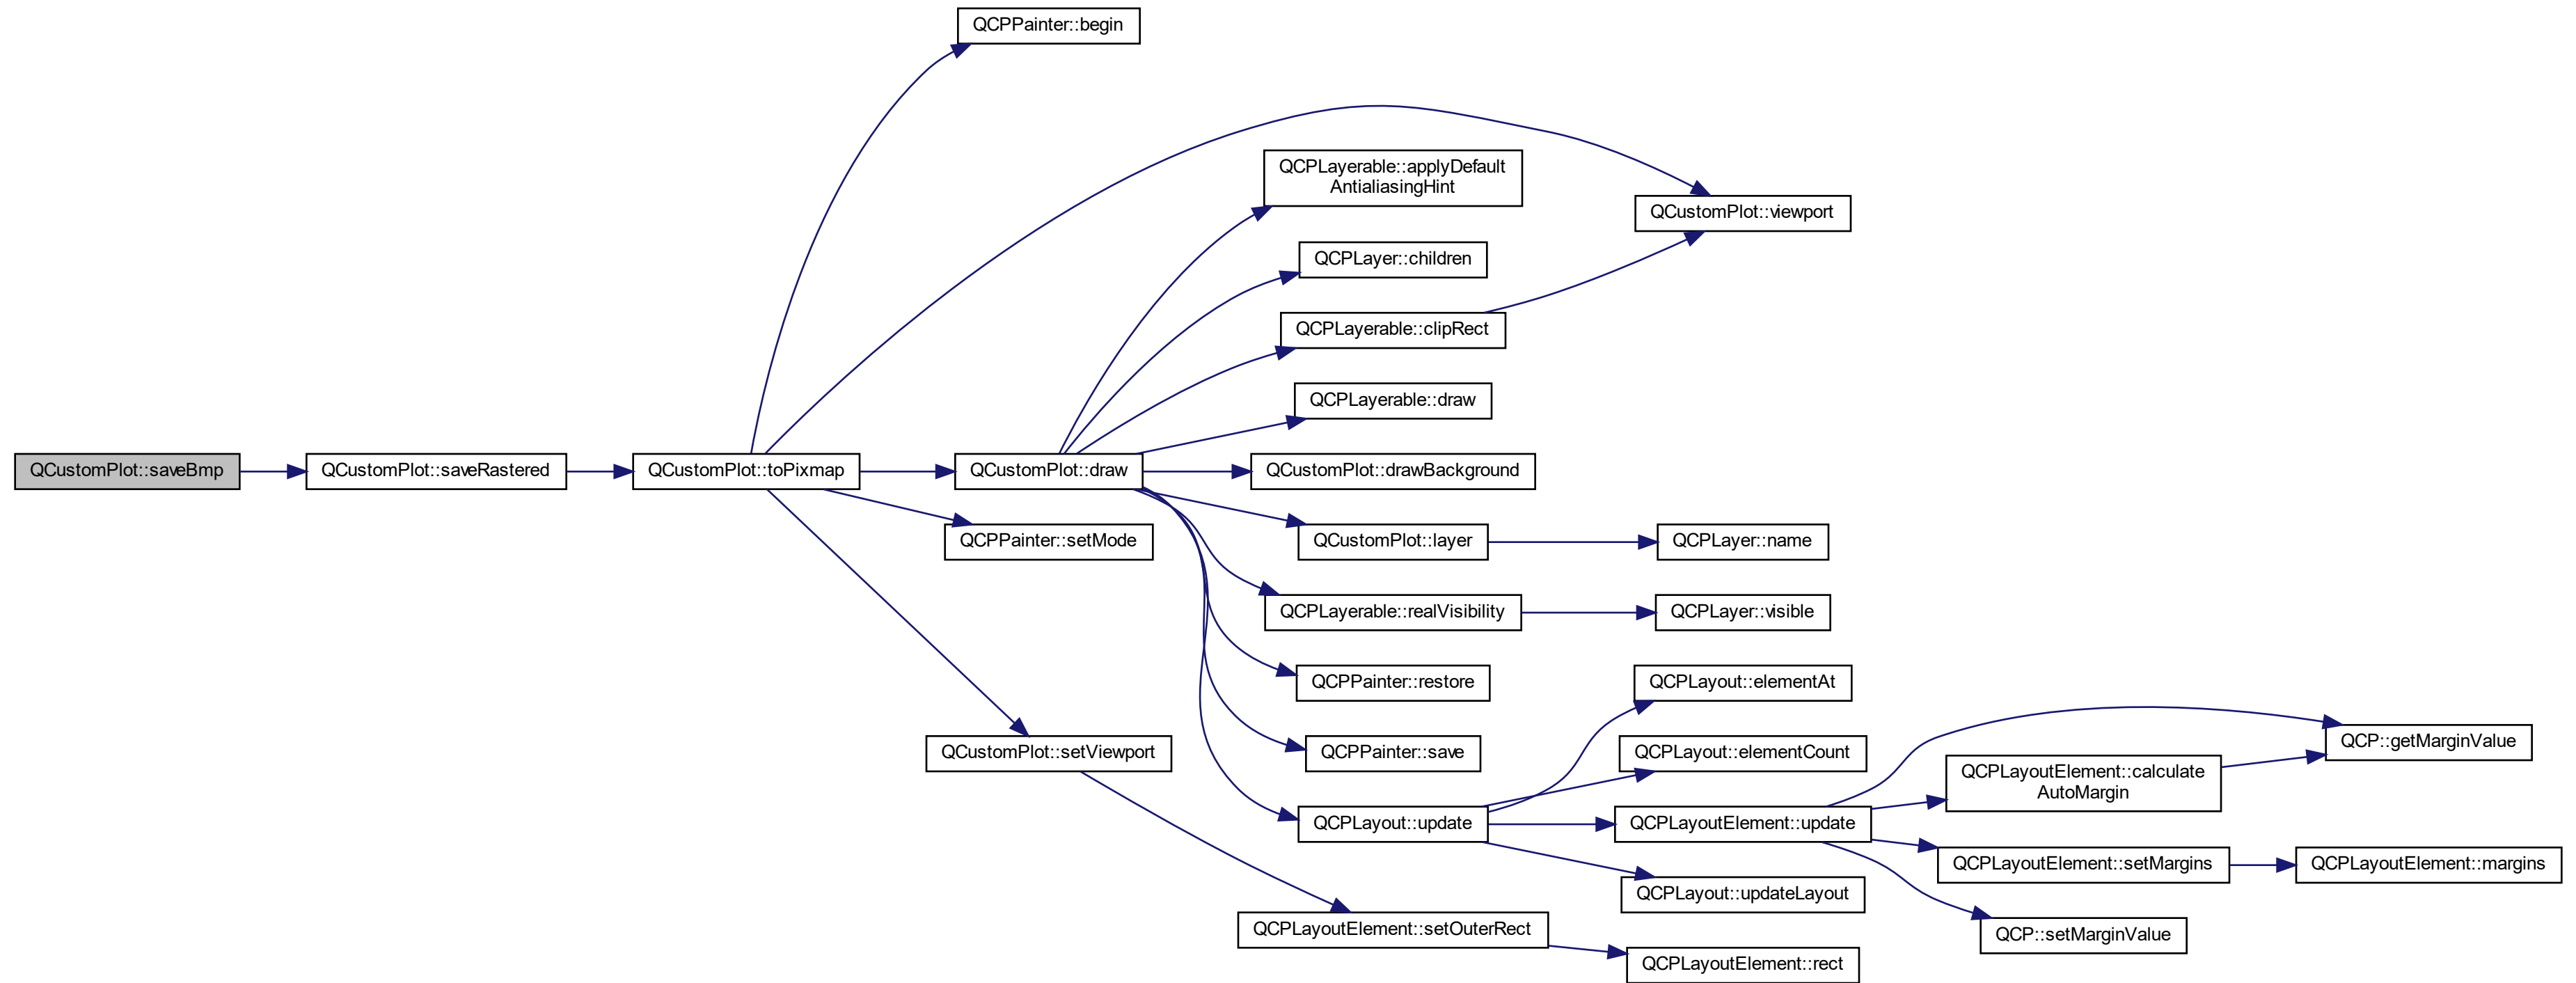 QCPPainter::begin
QCPLayerable::applyDefault
AntialiasingHint
QCustomPlot::viewport
QCPLayer::children
QCPLayerable::clipRect
QCPLayerable::draw
QCustomPlot::saveBmp
QCustomPlot::saveRastered
QCustomPlot::toPixmap
QCustomPlot::draw
QCustomPlot::drawBackground
QCPPainter::setMode
QCustomPlot::layer
QCPLayer::name
QCPLayerable::realVisibility
QCPLayer::visible
QCPPainter::restore
QCPLayout::elementAt
QCustomPlot::setViewport
QCPPainter::save
QCPLayout::elementCount
QCP::getMarginValue
QCPLayoutElement::calculate
AutoMargin
QCPLayout::update
QCPLayoutElement::update
QCPLayoutElement::setMargins
QCPLayoutElement::margins
QCPLayout::updateLayout
QCPLayoutElement::setOuterRect
QCP::setMarginValue
QCPLayoutElement::rect